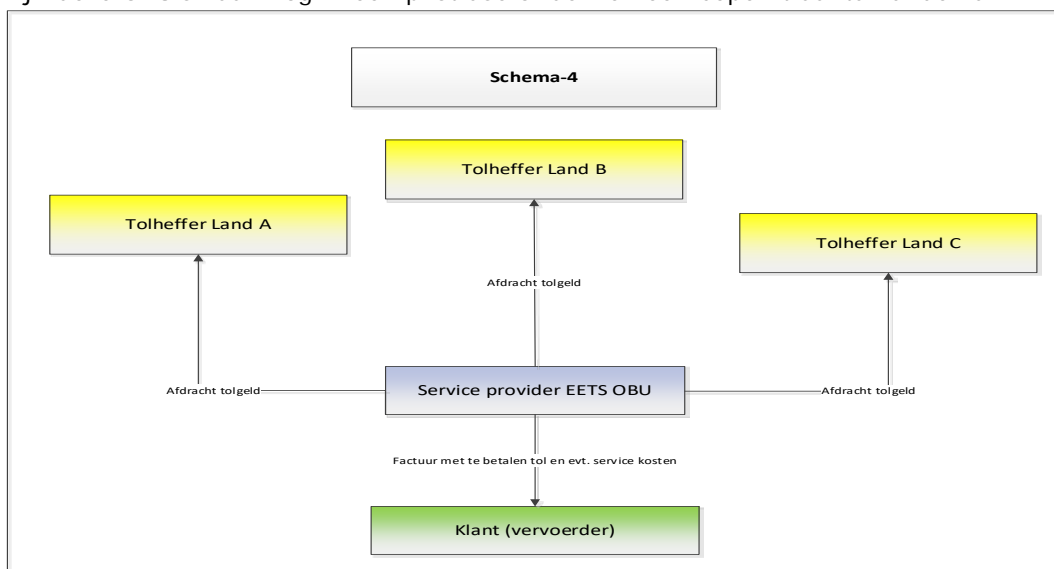 Schema-4
Tolheffer Land B
Tolheffer Land A
Tolheffer Land C
Afdracht tolgeld
Afdracht tolgeld
Service provider EETS OBU
Afdracht tolgeld
Factuur met te betalen tol en evt. service kosten
Klant (vervoerder)